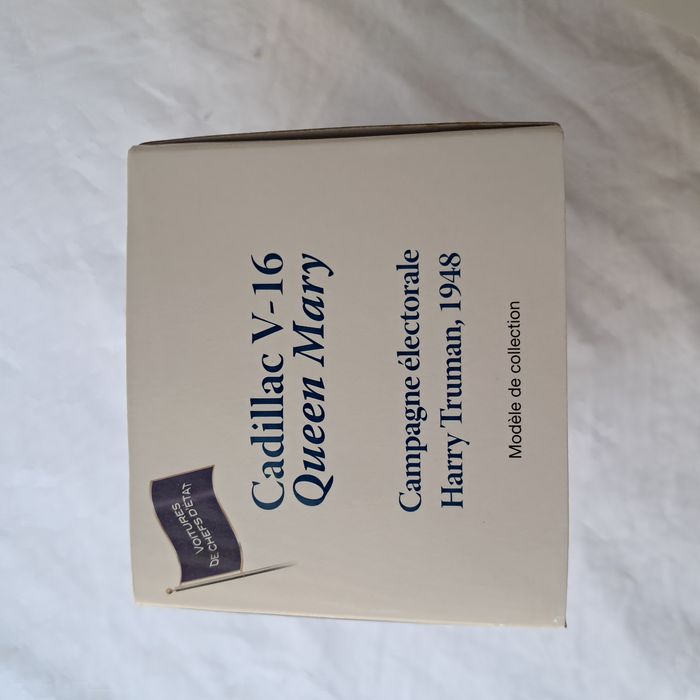 VOITURES
DE CHEFS D'ÉTAT
Cadillac V-16
Queen Mary
Campagne électorale
Harry Truman, 1948
Modèle de collection